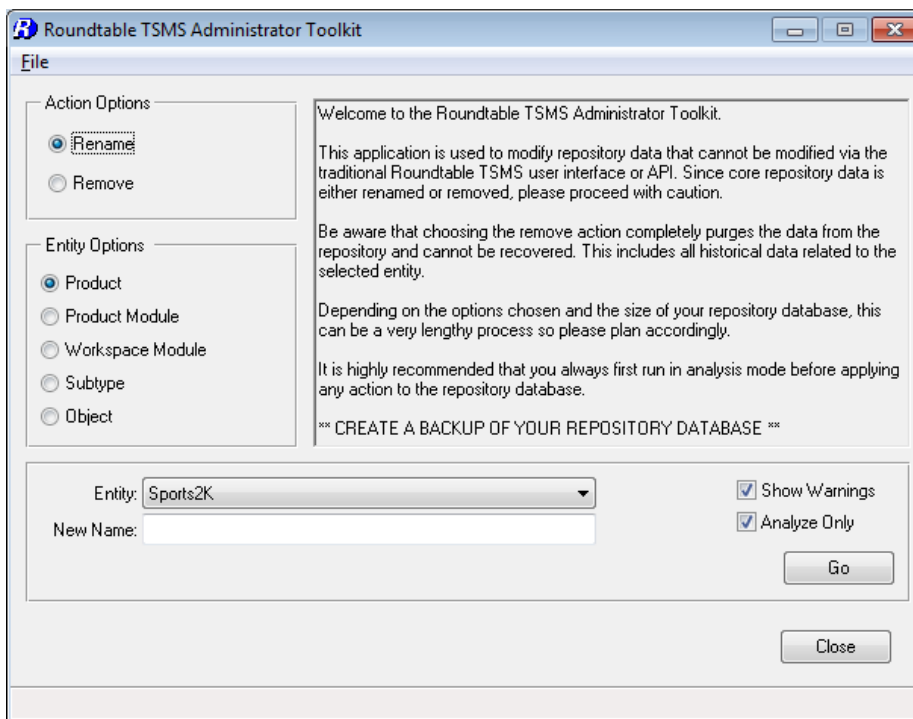 Roundtable TSMS Administrator Toolkit
File
Action Options
Rename
Remove
Entity Options
Product
Product Module
Workspace Module
Subtype
Object
Welcome to the Roundtable TSMS Administrator Toolkit.
This application is used to modify repository data that cannot be modified via the
traditional Roundtable TSMS user interface or API. Since core repository data is
either renamed or removed, please proceed with caution.
Be aware that choosing the remove action completely purges the data from the
repository and cannot be recovered. This includes all historical data related to the
selected entity.
Depending on the options chosen and the size of your repository database, this
can be a very lengthy process so please plan accordingly.
It is highly recommended that you always first run in analysis mode before applying
any action to the repository database.
** CREATE A BACKUP OF YOUR REPOSITORY DATABASE **
Entity: Sports2K
New Name:
Show Warnings
Analyze Only
Go
Close